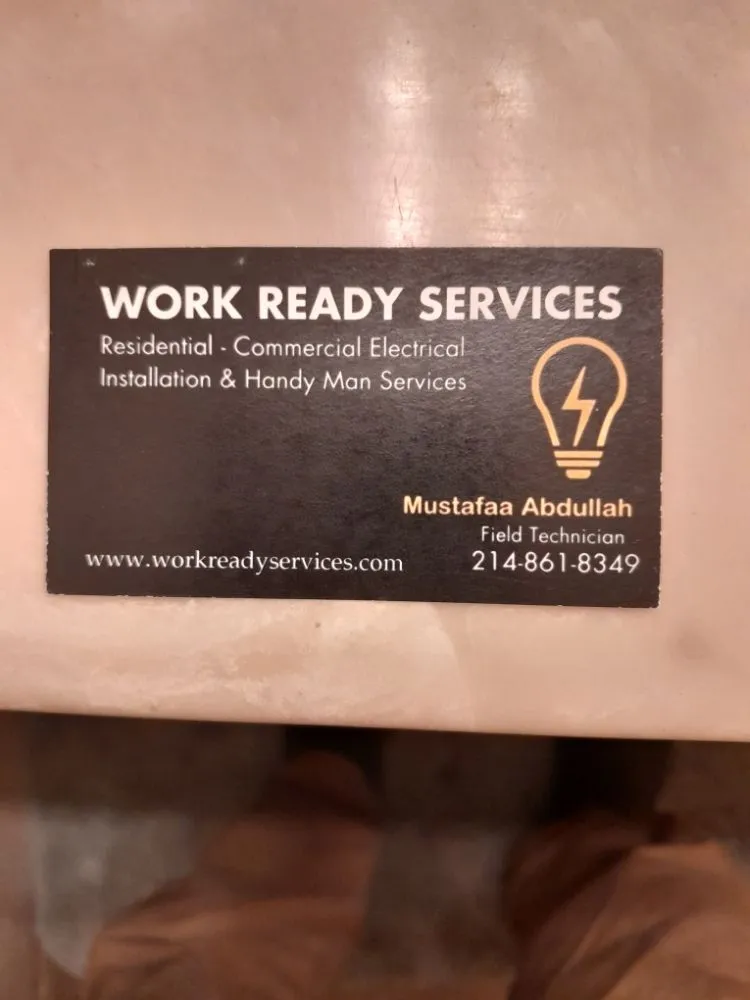 WORK READY SERVICES
Residential - Commercial Electrical
Installation & Handy Man Services
Mustafaa Abdullah
Field Technician
www.workreadyservices.com 214-861-8349